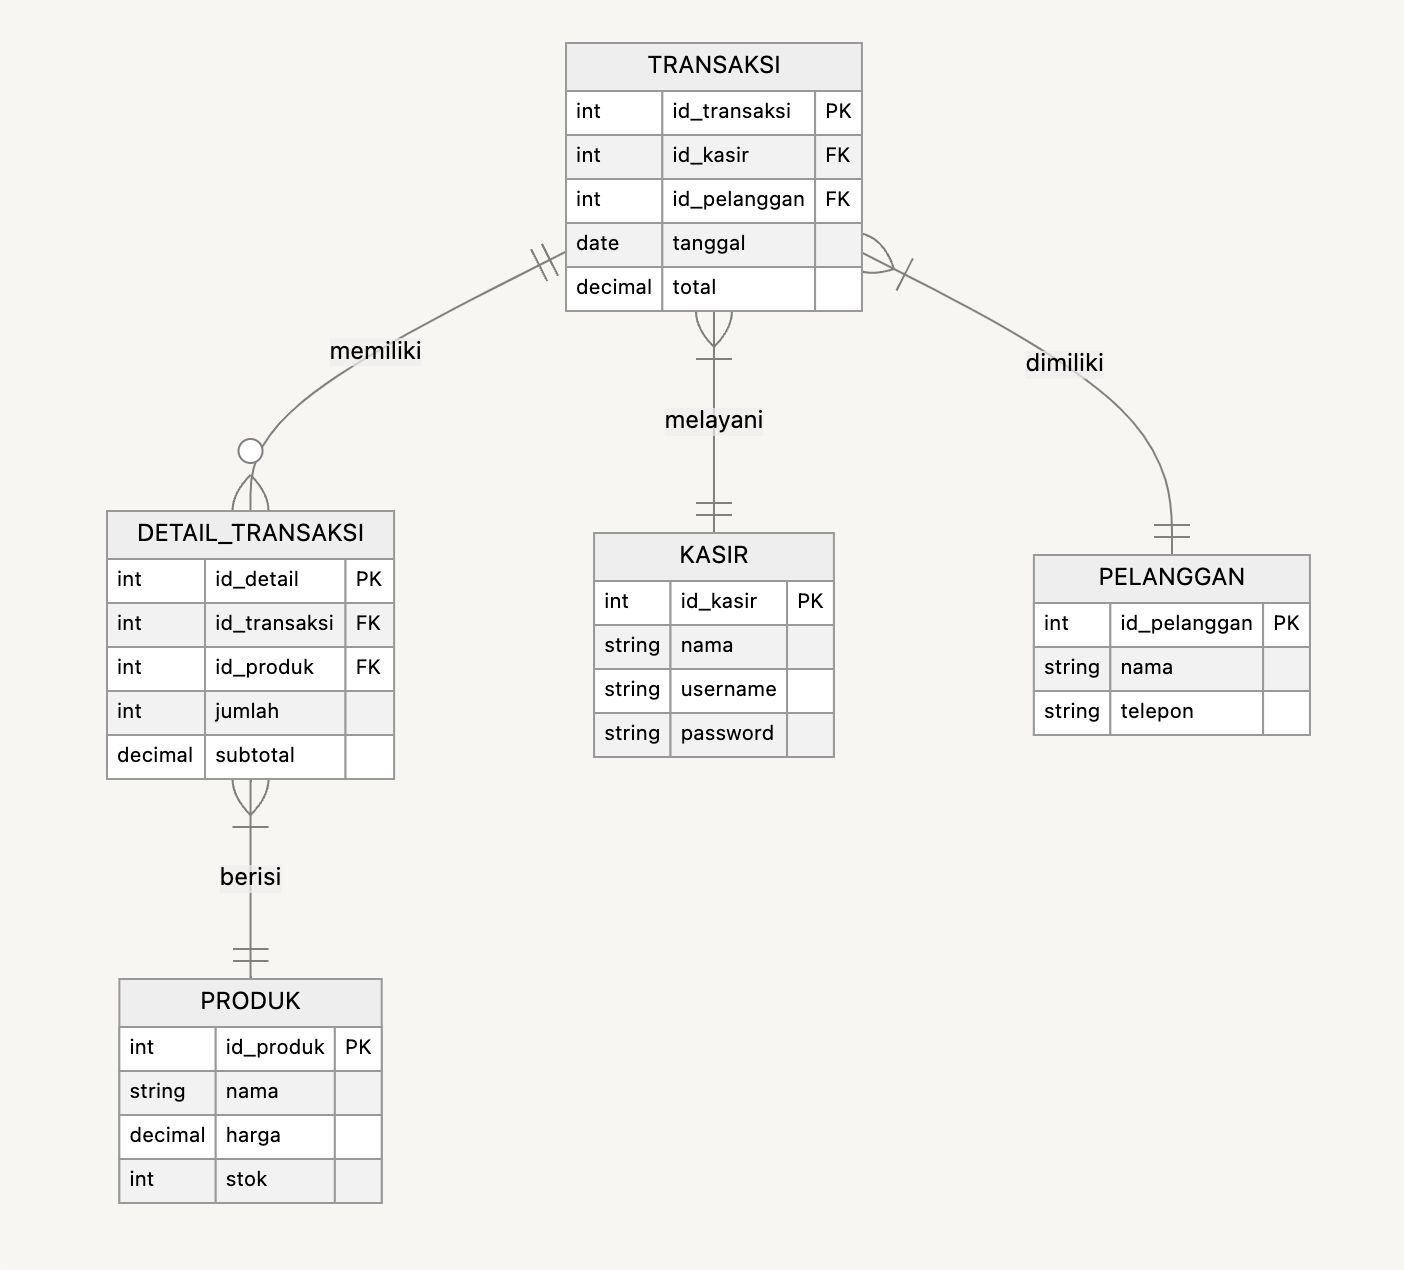 TRANSAKSI
int id_transaksi PK
int id_kasir FK
int id_pelanggan FK
date tanggal
decimal total
memiliki
melayani
dimiliki
DETAIL_TRANSAKSI
int id_detail PK
int id_transaksi FK
int id_produk FK
int jumlah
decimal subtotal
KASIR
int id_kasir PK
string nama
string username
string password
PELANGGAN
int id_pelanggan PK
string nama
string telepon
berisi
PRODUK
int id_produk PK
string nama
decimal harga
int stok